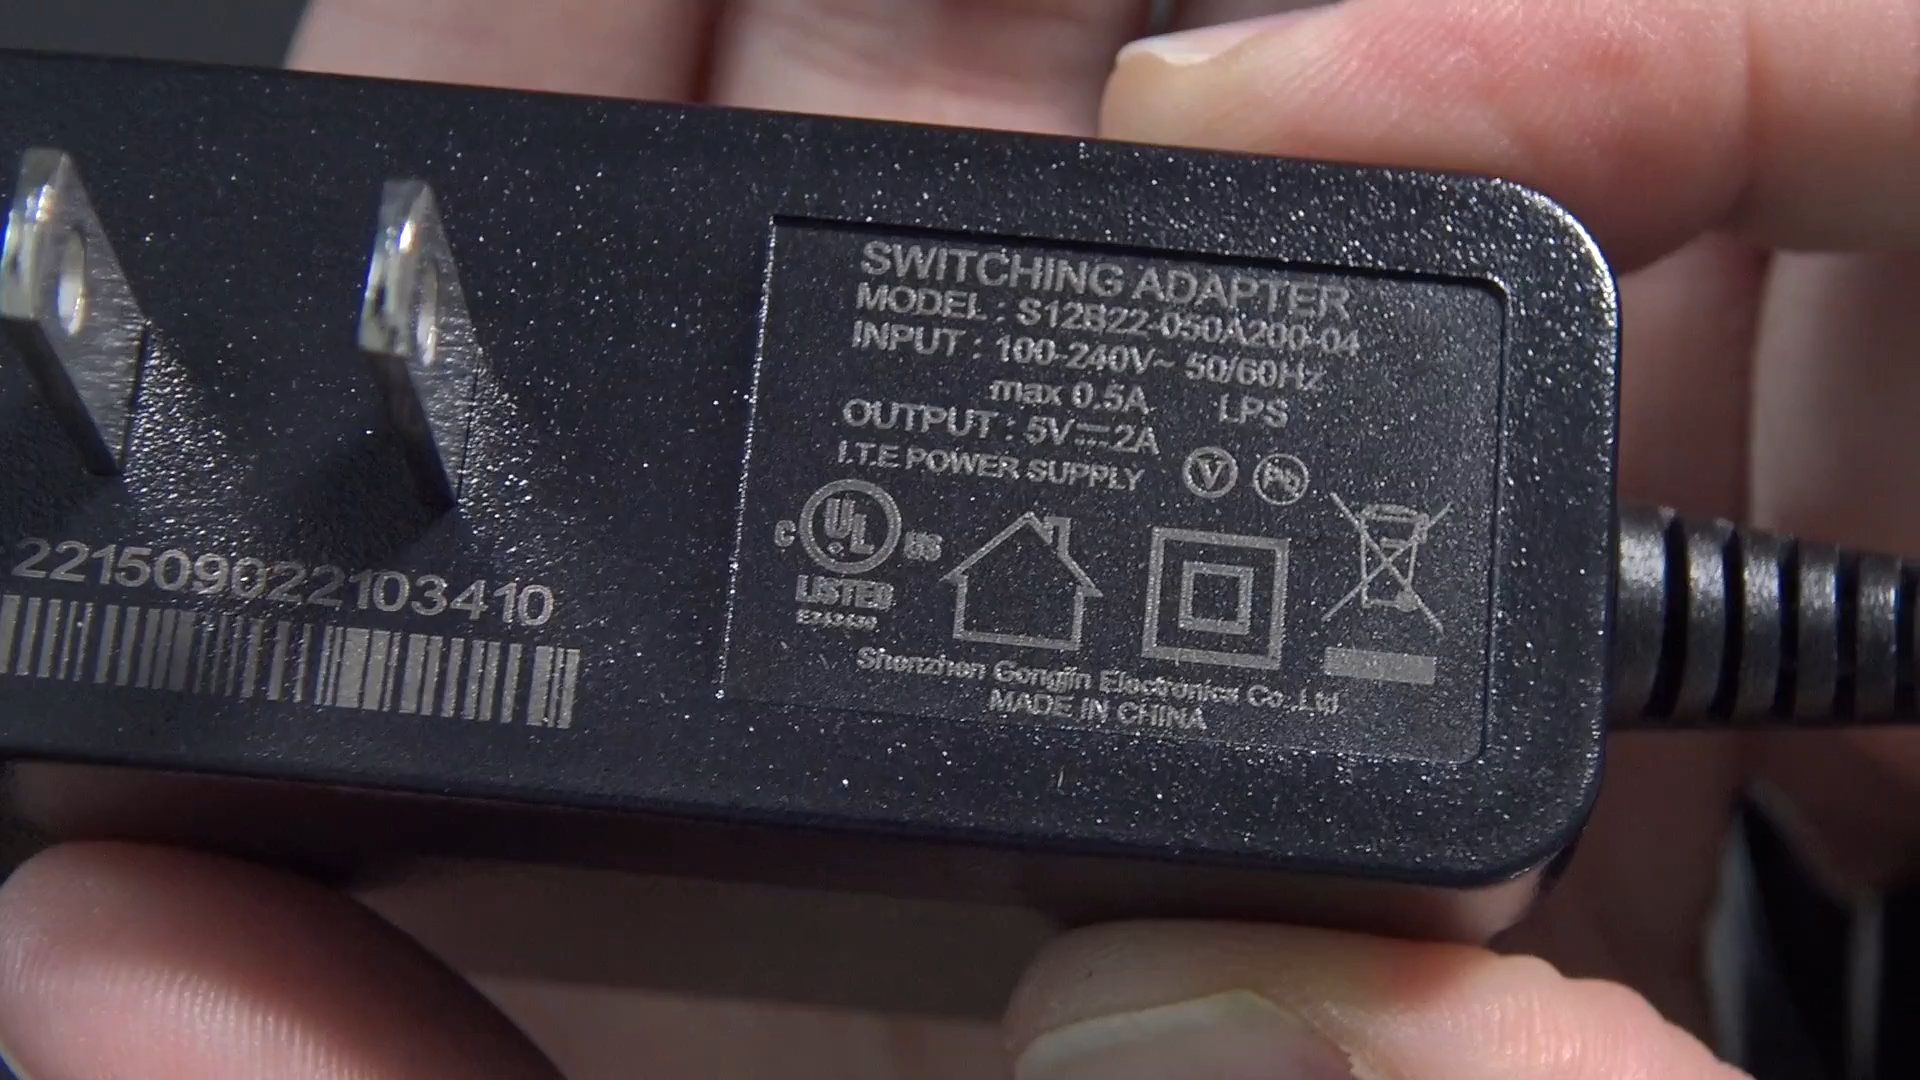 SWITCHING ADAPTER
MODEL : S12B22-050A200-04
INPUT : 100-240V~ 50/60Hz
max 0.5A LPS
OUTPUT : 5V⎓2A
I.T.E POWER SUPPLY
V Pb
C UL US
LISTED
Shenzhen Gongjin Electronics Co.,Ltd.
MADE IN CHINA
221509022103410